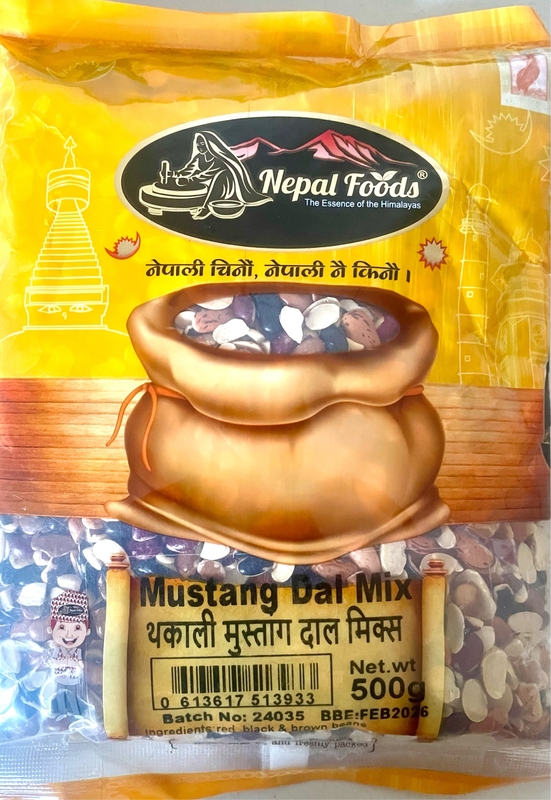 Nepal Foods®
The Essence of the Himalayas
नेपाली चिनौं, नेपाली नै किनौं ।
Mustang Dal Mix
थकाली मुस्तांग दाल मिक्स
Net.wt
500g
0 613617 513933
Batch No: 24035 BBE:FEB2026
Ingredients red, black & brown beans